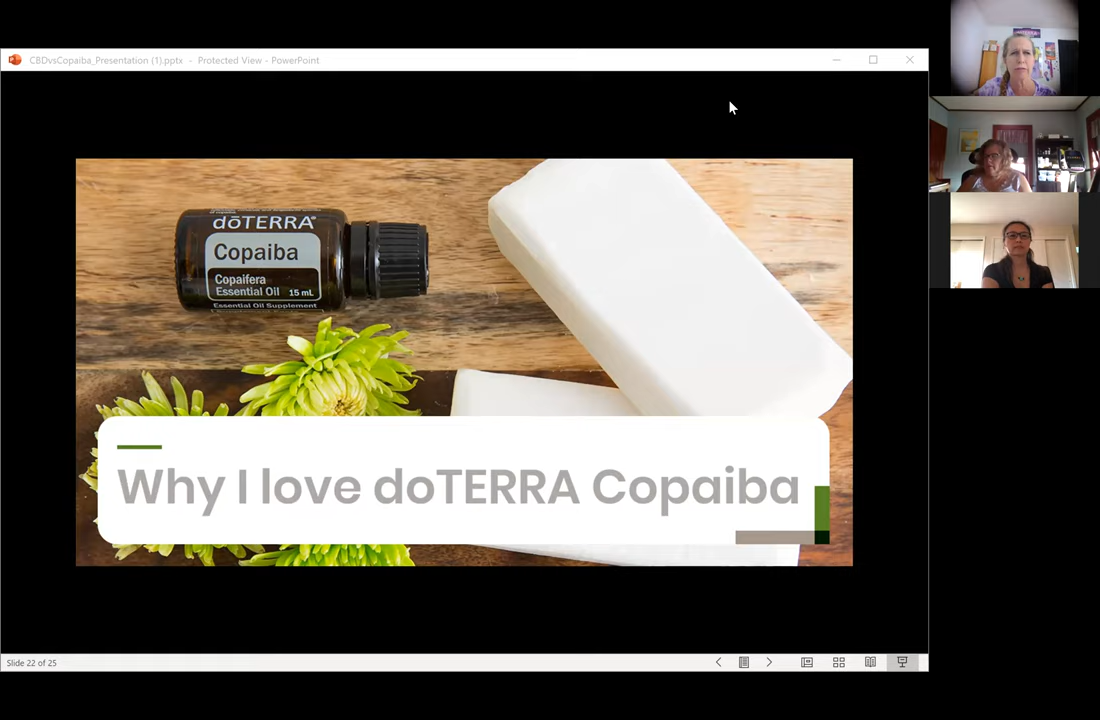 CBDvsCopaiba_Presentation (1).pptx - Protected View - PowerPoint
dōTERRA®
Copaiba
Copaifera
Essential Oil 15 mL
Essential Oil Supplement
Why I love doTERRA Copaiba
Slide 22 of 25